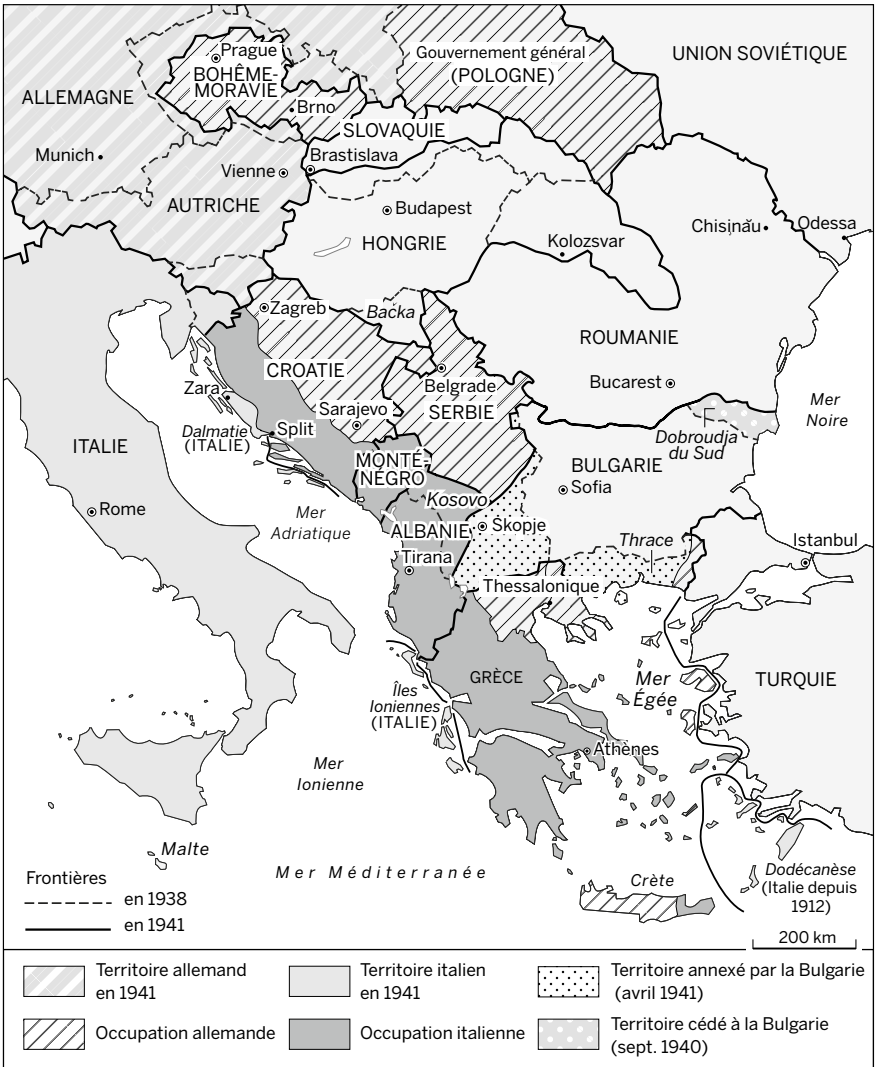 Prague
BOHÊME-
MORAVIE
Brno
Gouvernement général
(POLOGNE)
UNION SOVIÉTIQUE
ALLEMAGNE
Munich
SLOVAQUIE
Vienne
Brastislava
AUTRICHE
Budapest
HONGRIE
Kolozsvar
Chisinău
Odessa
Zagreb
Bačka
ROUMANIE
CROATIE
Belgrade
SERBIE
Bucarest
Mer
Noire
Zara
Sarajevo
Dalmatie
(ITALIE)
Split
Dobroudja
du Sud
ITALIE
MONTÉ-
NÉGRO
BULGARIE
Kosovo
Sofia
Rome
Mer
Adriatique
ALBANIE
Škopje
Thrace
Istanbul
Tirana
Thessalonique
GRÈCE
Mer
Égée
TURQUIE
Îles
Ioniennes
(ITALIE)
Athènes
Mer
Ionienne
Malte
Mer Méditerranée
Crète
Dodécanèse
(Italie depuis
1912)
Frontières
en 1938
en 1941
200 km
Territoire allemand
en 1941
Territoire italien
en 1941
Territoire annexé par la Bulgarie
(avril 1941)
Occupation allemande
Occupation italienne
Territoire cédé à la Bulgarie
(sept. 1940)